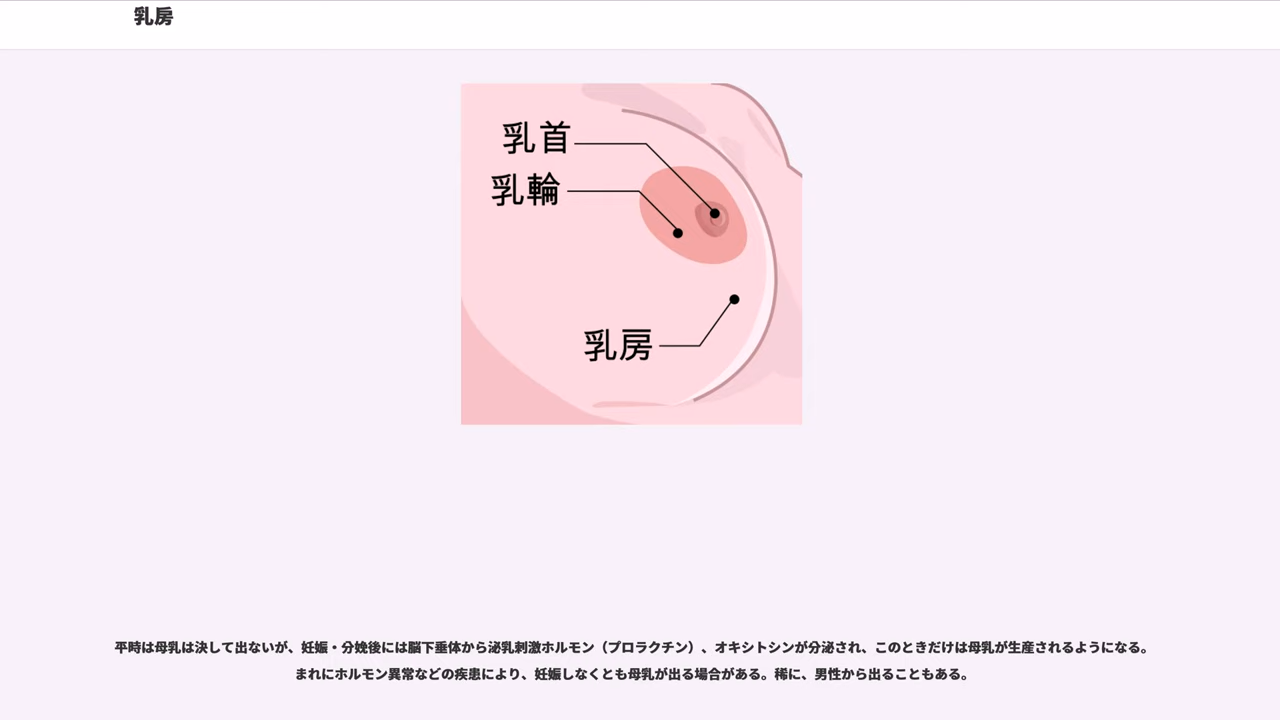 乳房
乳首
乳輪
乳房
平時は母乳は決して出ないが、妊娠・分娩後には脳下垂体から泌乳刺激ホルモン（プロラクチン）、オキシトシンが分泌され、このときだけは母乳が生産されるようになる。
まれにホルモン異常などの疾患により、妊娠しなくとも母乳が出る場合がある。稀に、男性から出ることもある。